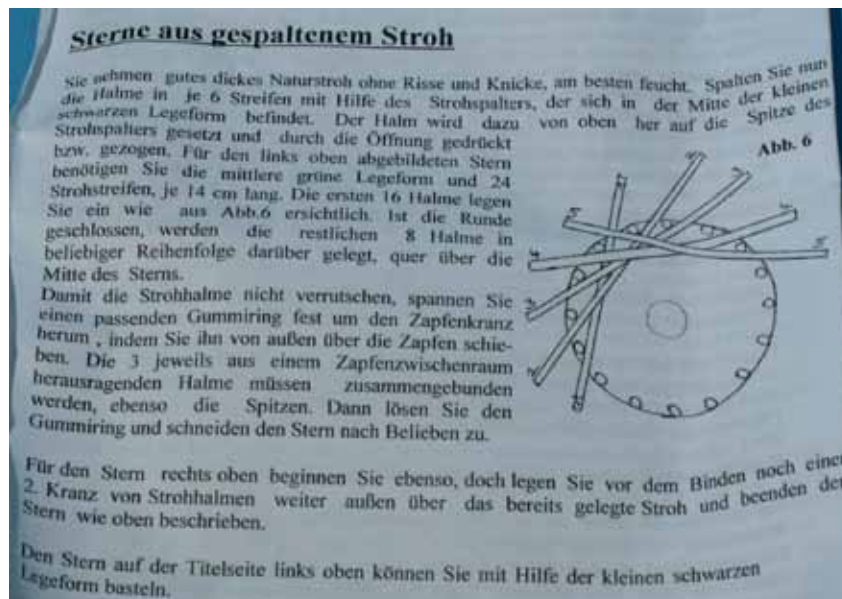 Sterne aus gespaltenem Stroh
Sie nehmen gutes dickes Naturstroh ohne Risse und Knicke, am besten feucht. Spalten Sie nun
die Halme in je 6 Streifen mit Hilfe des Strohspalters, der sich in der Mitte der kleinen
schwarzen Legeform befindet. Der Halm wird dazu von oben her auf die Spitze des
Strohspalters gesetzt und durch die Öffnung gedrückt
bzw. gezogen. Für den links oben abgebildeten Stern
benötigen Sie die mittlere grüne Legeform und 24
Strohstreifen, je 14 cm lang. Die ersten 16 Halme legen
Sie ein wie aus Abb.6 ersichtlich. Ist die Runde
geschlossen, werden die restlichen 8 Halme in
beliebiger Reihenfolge darüber gelegt, quer über die
Mitte des Sterns.
Damit die Strohhalme nicht verrutschen, spannen Sie
einen passenden Gummiring fest um den Zapfenkranz
herum , indem Sie ihn von außen über die Zapfen schie-
ben. Die 3 jeweils aus einem Zapfenzwischenraum
herausragenden Halme müssen zusammengebunden
werden, ebenso die Spitzen. Dann lösen Sie den
Gummiring und schneiden den Stern nach Belieben zu.
Abb. 6
Für den Stern rechts oben beginnen Sie ebenso, doch legen Sie vor dem Binden noch einen
2. Kranz von Strohhalmen weiter außen über das bereits gelegte Stroh und beenden den
Stern wie oben beschrieben.
Den Stern auf der Titelseite links oben können Sie mit Hilfe der kleinen schwarzen
Legeform basteln.